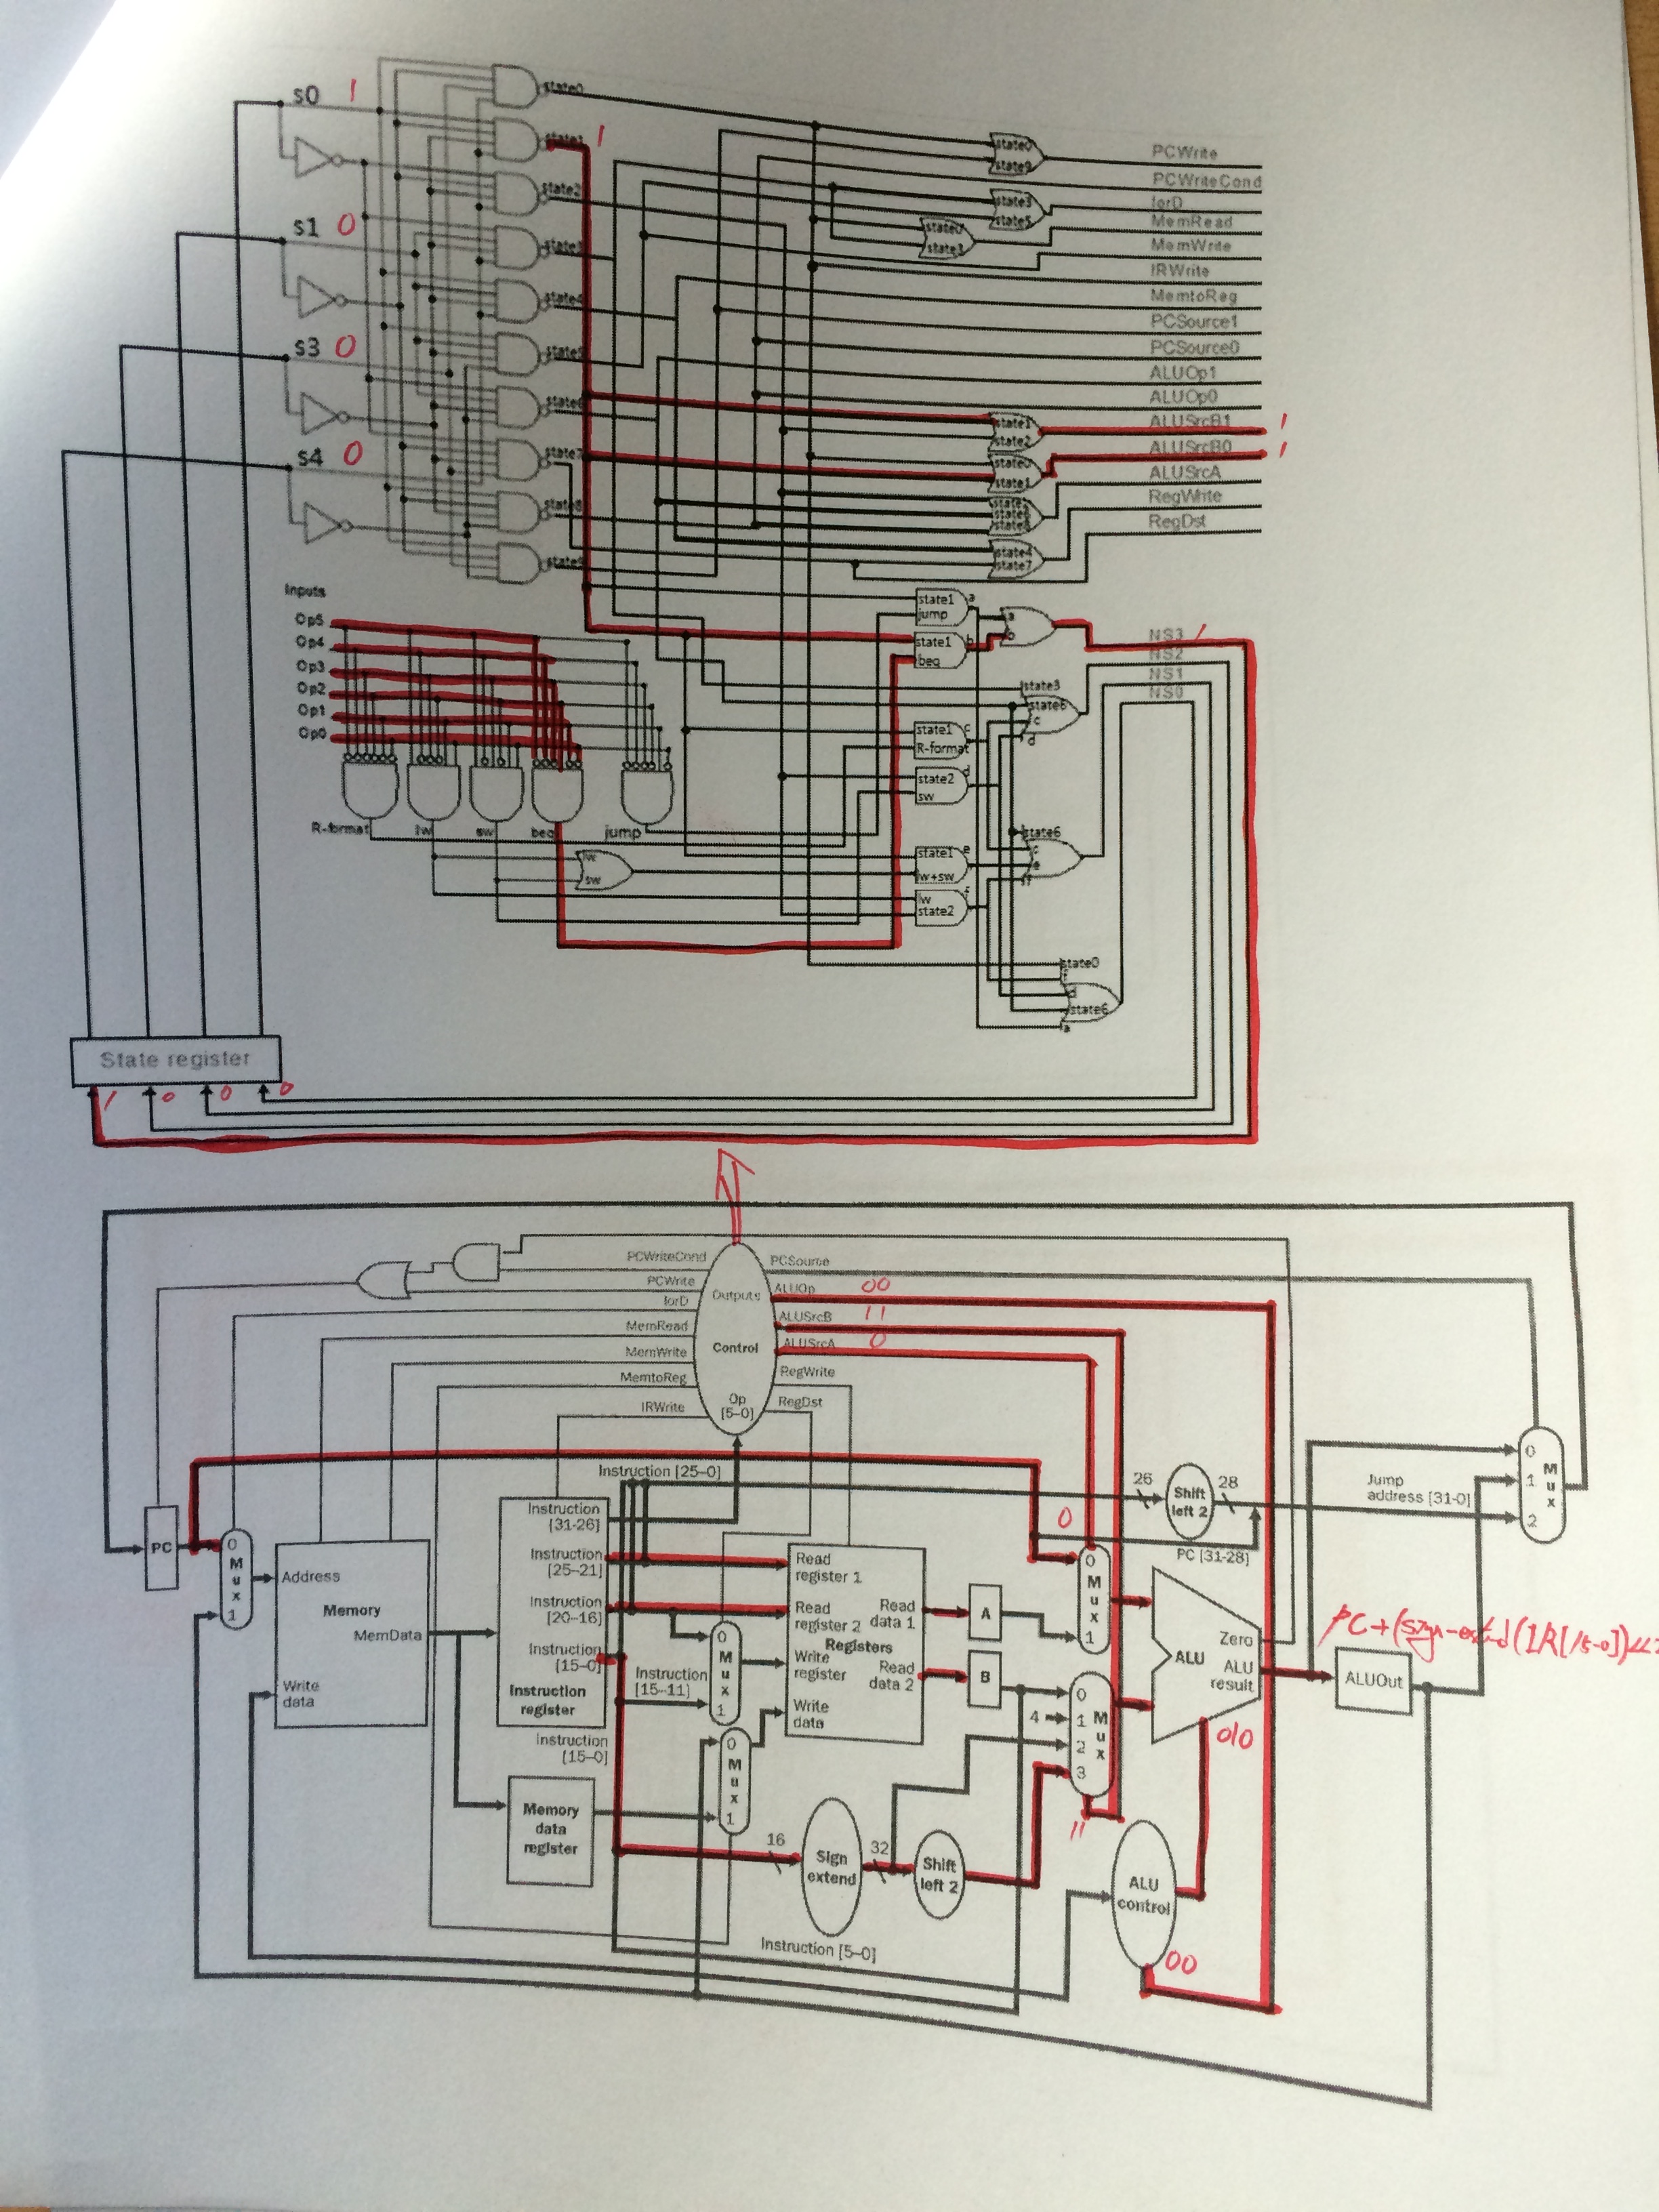 s0 1
s1 0
s3 0
s4 0
state0
state1 1
state2
state3
state4
state5
state6
state7
state8
state9
state0
state9
state3
state5
state0
state3
state1
state2
state0
state1
state4
state7
PCWrite
PCWriteCond
IorD
MemRead
MemWrite
IRWrite
MemtoReg
PCSource1
PCSource0
ALUOp1
ALUOp0
ALUSrcB1 1
ALUSrcB0 1
ALUSrcA
RegWrite
RegDst
Inputs
Op5
Op4
Op3
Op2
Op1
Op0
R-format
lw
sw
beq
jump
lw
sw
state1 a
jump
state1 b
beq
a
b
state1 c
R-format
state2 d
sw
state1 e
lw+sw
lw f
state2
state3
state6
c
d
state6
c
e
f
state0
f
d
state6
a
NS3 1
NS2
NS1
NS0
State register
1 0 0 0
PCWriteCond
PCWrite
IorD
MemRead
MemWrite
MemtoReg
IRWrite
Outputs
Control
Op
[5–0]
PCSource
ALUOp 00
ALUSrcB 11
ALUSrcA 0
RegWrite
RegDst
PC
0
Mux
1
Address
Memory
MemData
Write
data
Instruction [25–0]
Instruction
[31-26]
Instruction
[25–21]
Instruction
[20–16]
Instruction
[15–0]
Instruction
register
Instruction
[15–0]
Memory
data
register
Instruction
[15–11]
0
Mux
1
0
Mux
1
Read
register 1
Read
register 2
Registers
Write
register
Write
data
Read
data 1
Read
data 2
A
B
4
0
0
Mux
1
0
1
2
3
Mux
11
16
Sign
extend
32
Shift
left 2
Instruction [5–0]
26
Shift
left 2
28
PC [31-28]
Jump
address [31-0]
0
1
2
Mux
Zero
ALU
ALU
result
010
ALU
control
00
ALUOut
PC+(sign-extend(IR[15-0])<<2